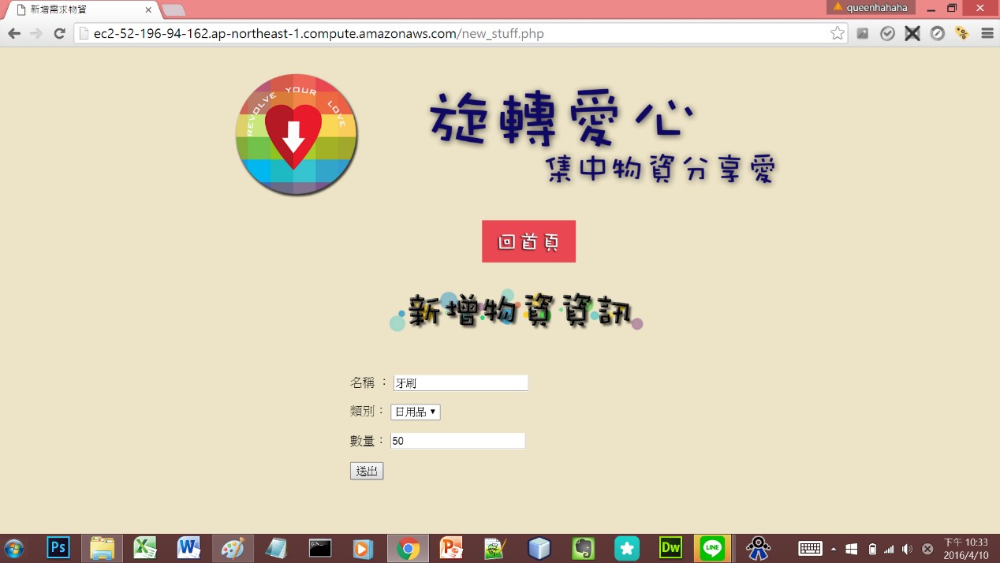 新增需求物資
queenhahaha
ec2-52-196-94-162.ap-northeast-1.compute.amazonaws.com/new_stuff.php
REVOLVE YOUR LOVE
旋轉愛心
集中物資分享愛
回首頁
新增物資資訊
名稱： 牙刷
類別： 日用品
數量： 50
送出
Ps
Dw
LINE
下午 10:33
2016/4/10